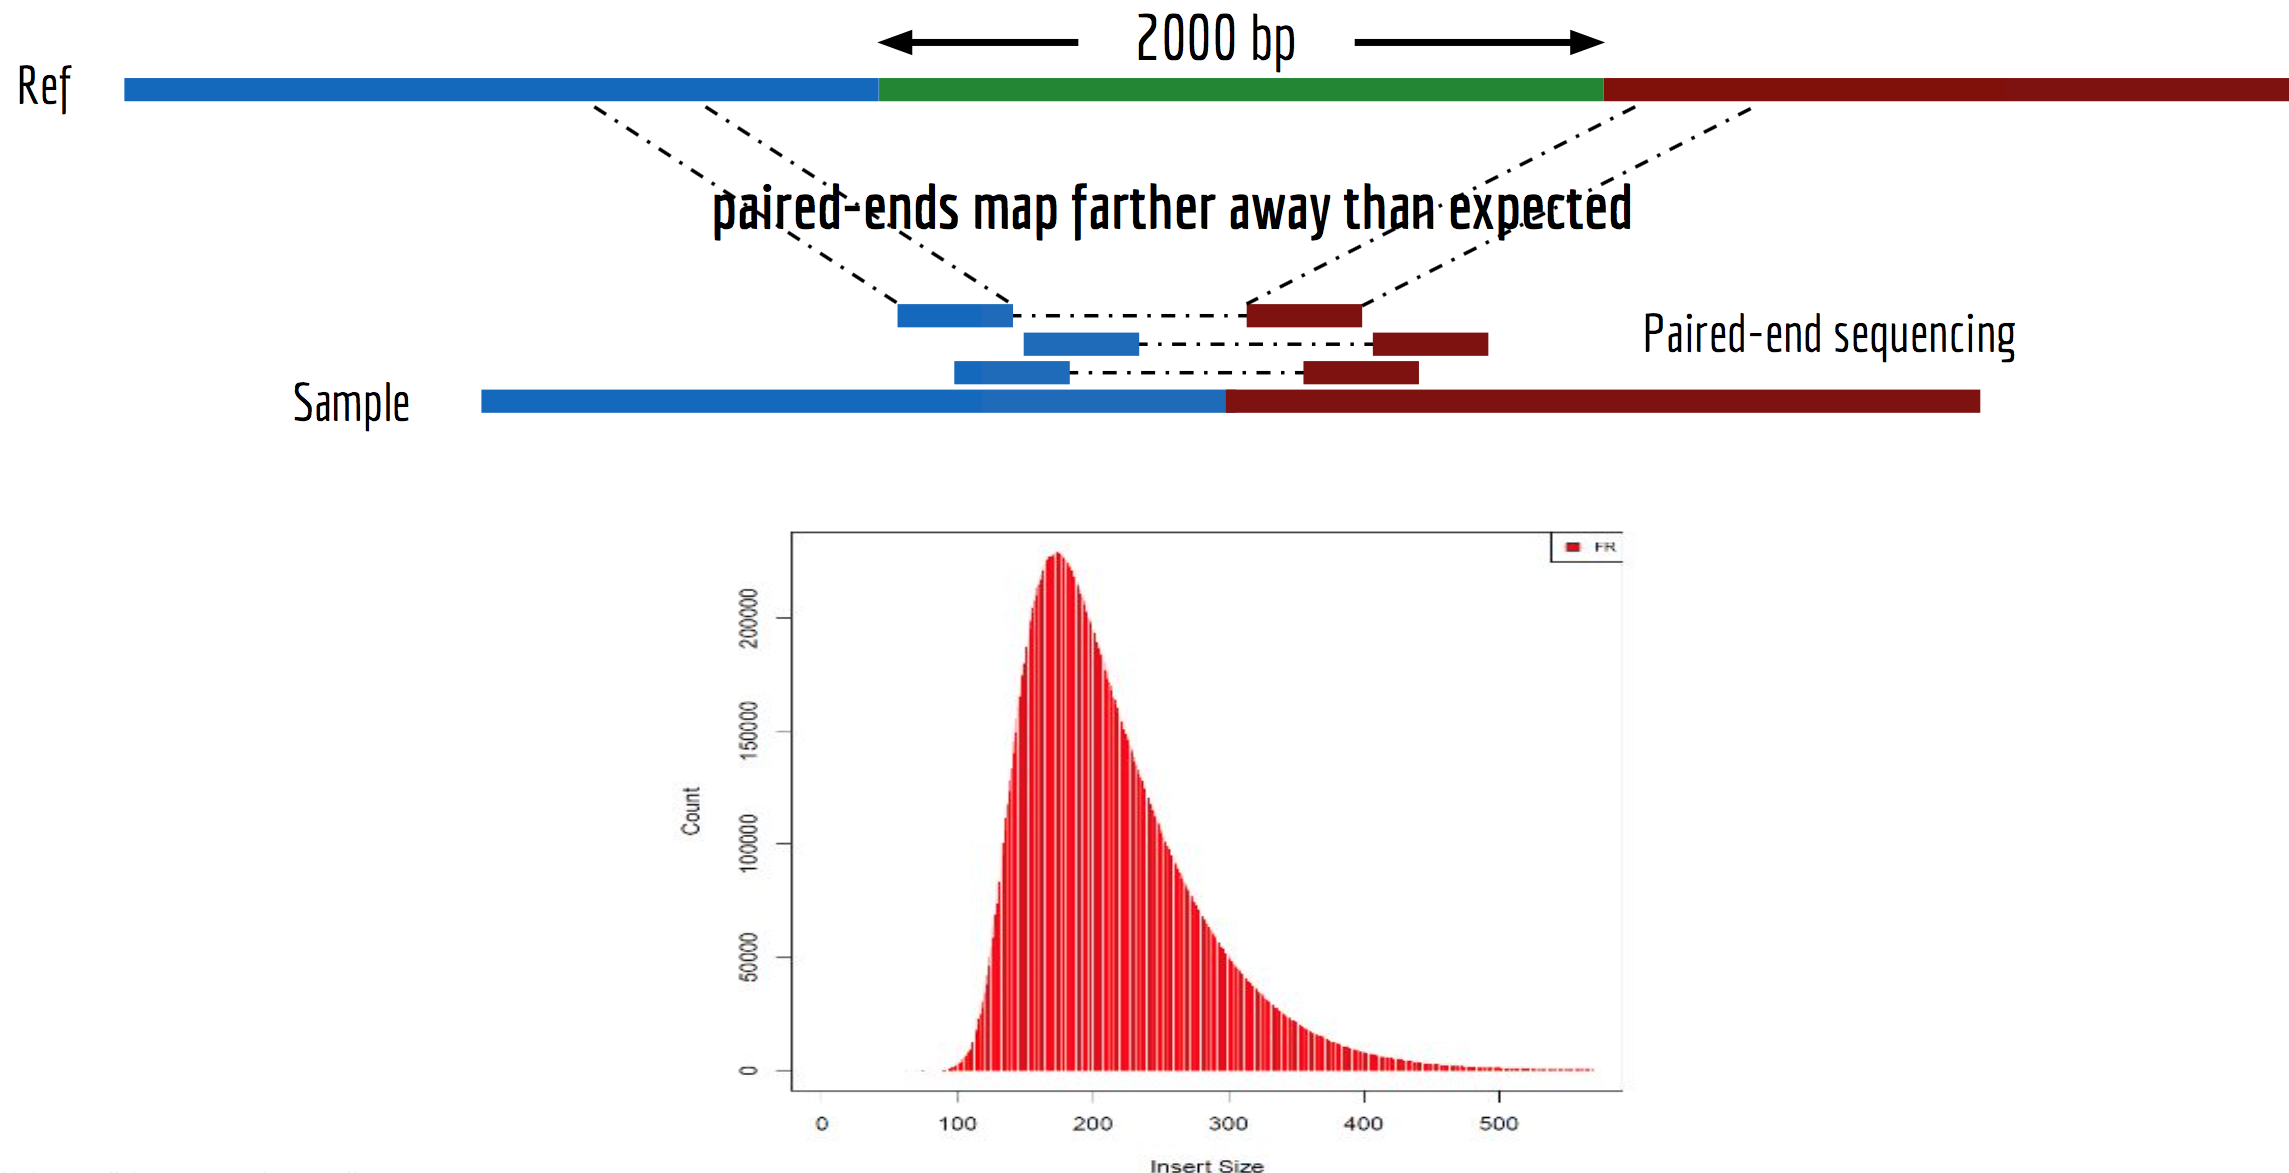 2000 bp
Ref
paired-ends map farther away than expected
Paired-end sequencing
Sample
FR
200000
150000
100000
50000
0
Count
0 100 200 300 400 500
Insert Size